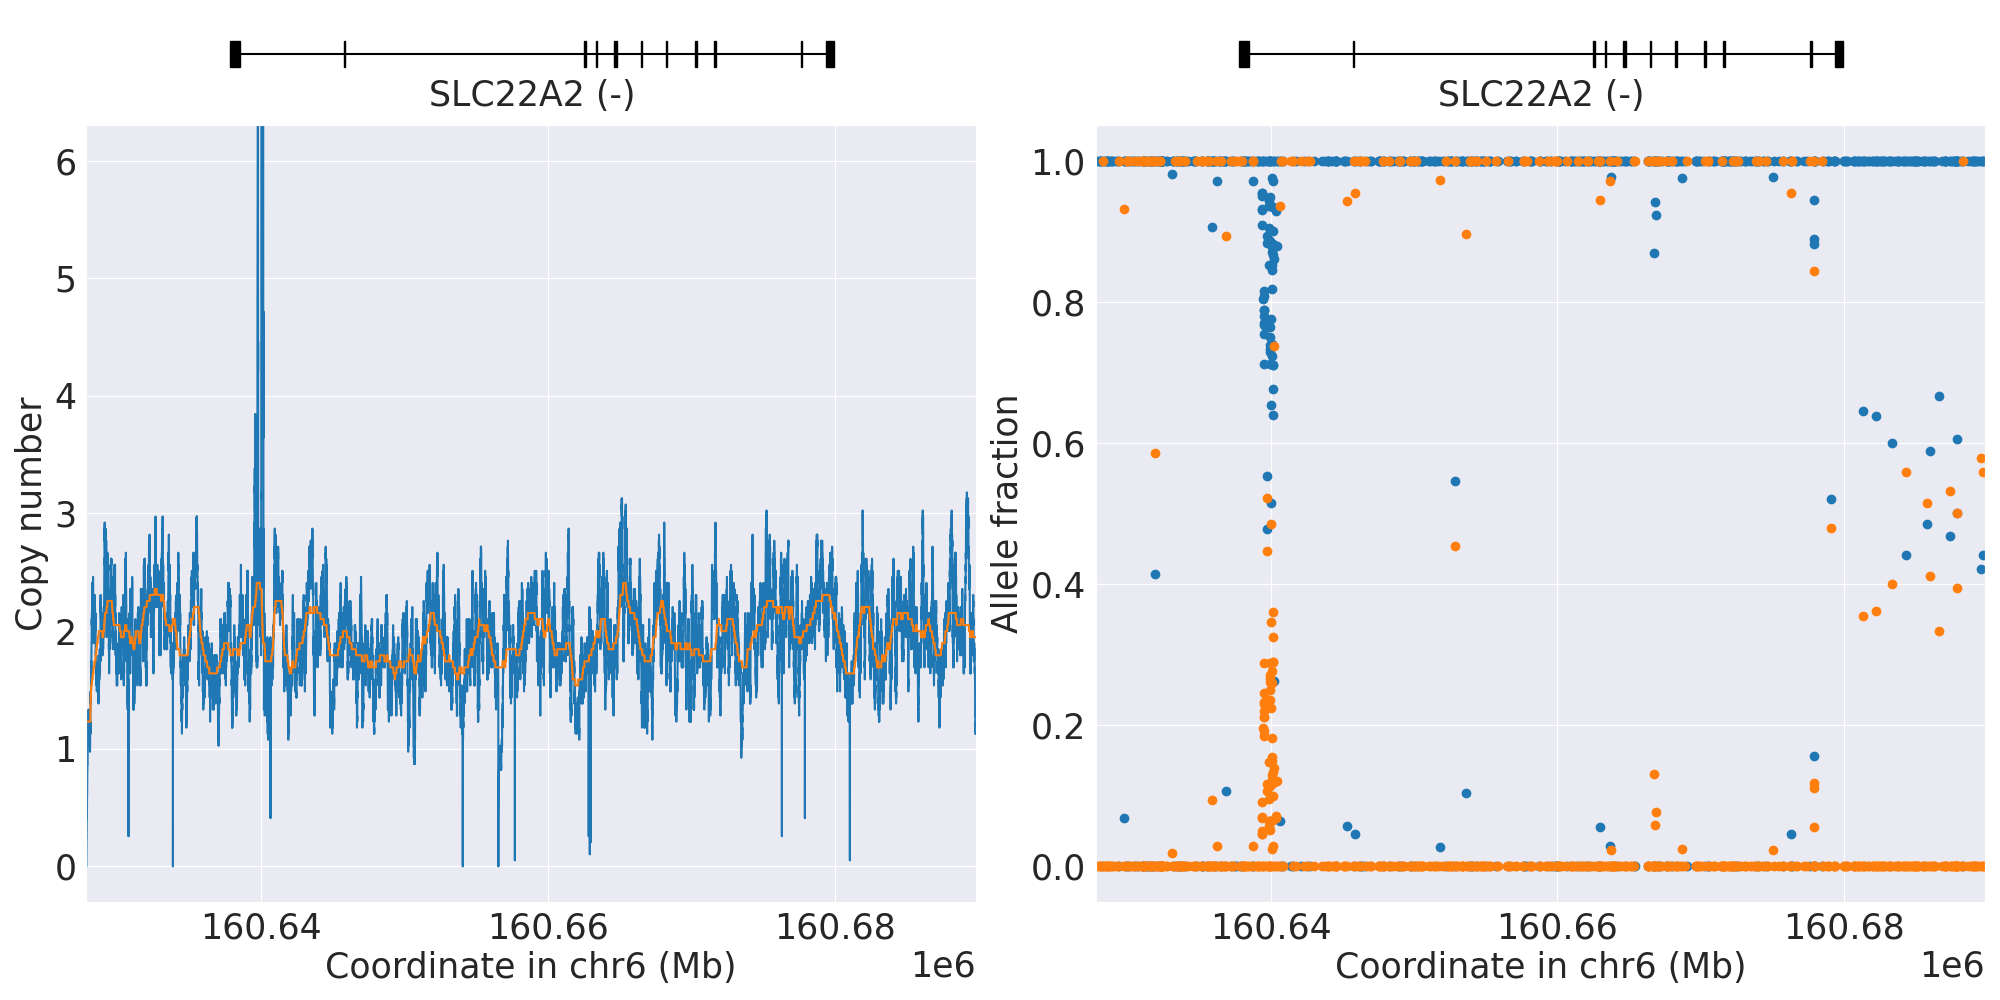 SLC22A2 (-)
Copy number
6
5
4
3
2
1
0
160.64
160.66
160.68
Coordinate in chr6 (Mb)
1e6
SLC22A2 (-)
Allele fraction
1.0
0.8
0.6
0.4
0.2
0.0
160.64
160.66
160.68
Coordinate in chr6 (Mb)
1e6